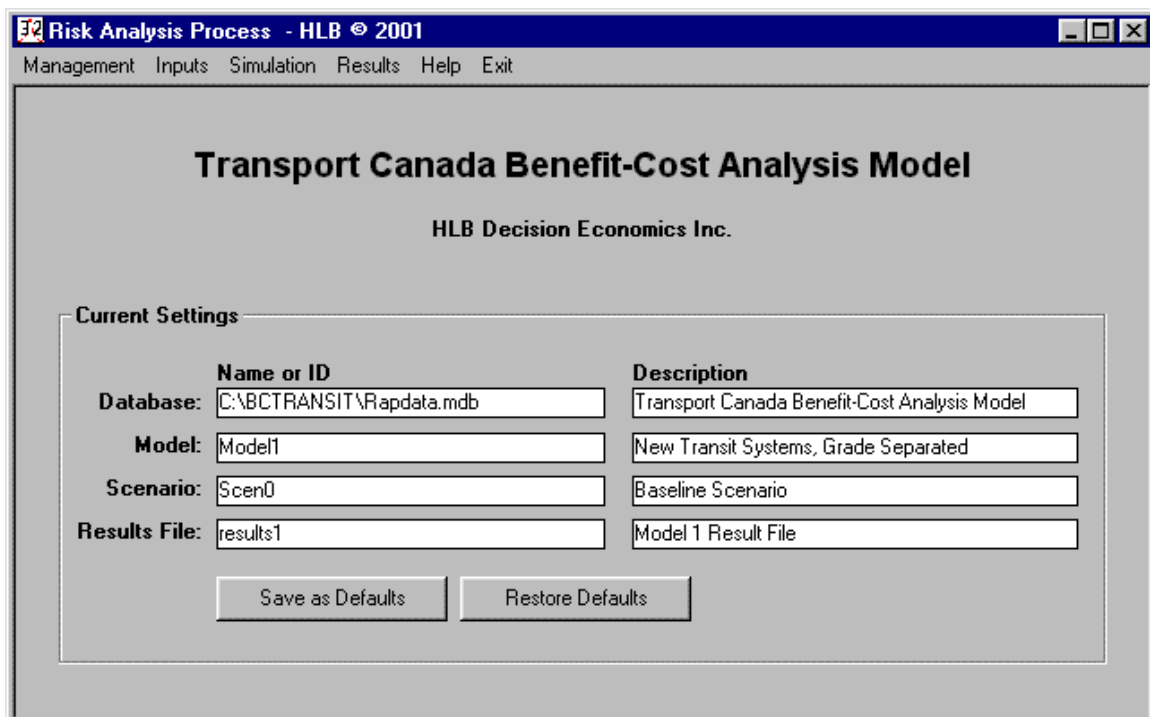 Risk Analysis Process - HLB © 2001
Management Inputs Simulation Results Help Exit
Transport Canada Benefit-Cost Analysis Model
HLB Decision Economics Inc.
Current Settings
Name or ID Description
Database: C:\BCTRANSIT\Rapdata.mdb Transport Canada Benefit-Cost Analysis Model
Model: Model1 New Transit Systems, Grade Separated
Scenario: Scen0 Baseline Scenario
Results File: results1 Model 1 Result File
Save as Defaults Restore Defaults